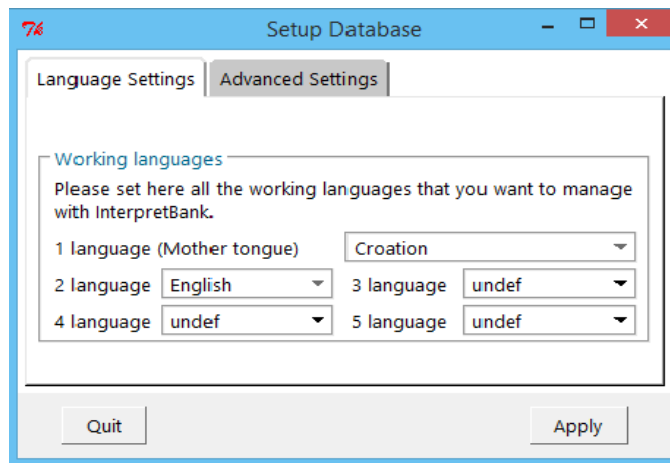 Setup Database
Language Settings Advanced Settings
Working languages
Please set here all the working languages that you want to manage
with InterpretBank.
1 language (Mother tongue) Croation
2 language English 3 language undef
4 language undef 5 language undef
Quit Apply